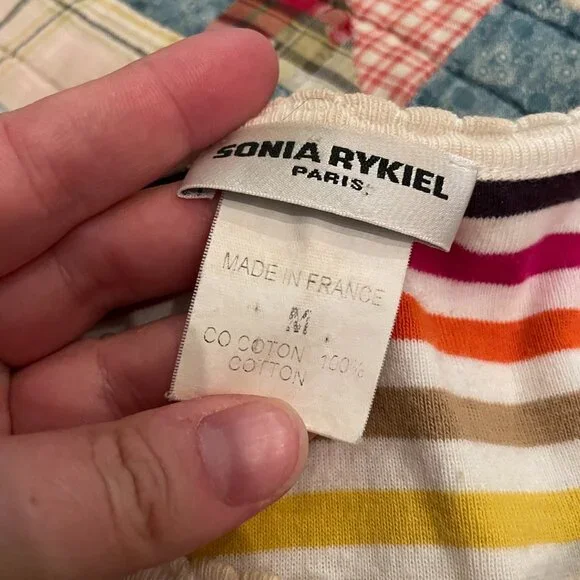 SONIA RYKIEL
PARIS
MADE IN FRANCE
M
CO COTON 100%
COTTON